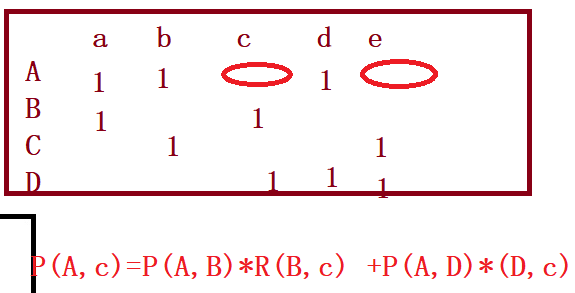 a b c d e
A 1 1 1
B 1 1
C 1 1
D 1 1 1
P(A,c)=P(A,B)*R(B,c) +P(A,D)*(D,c)